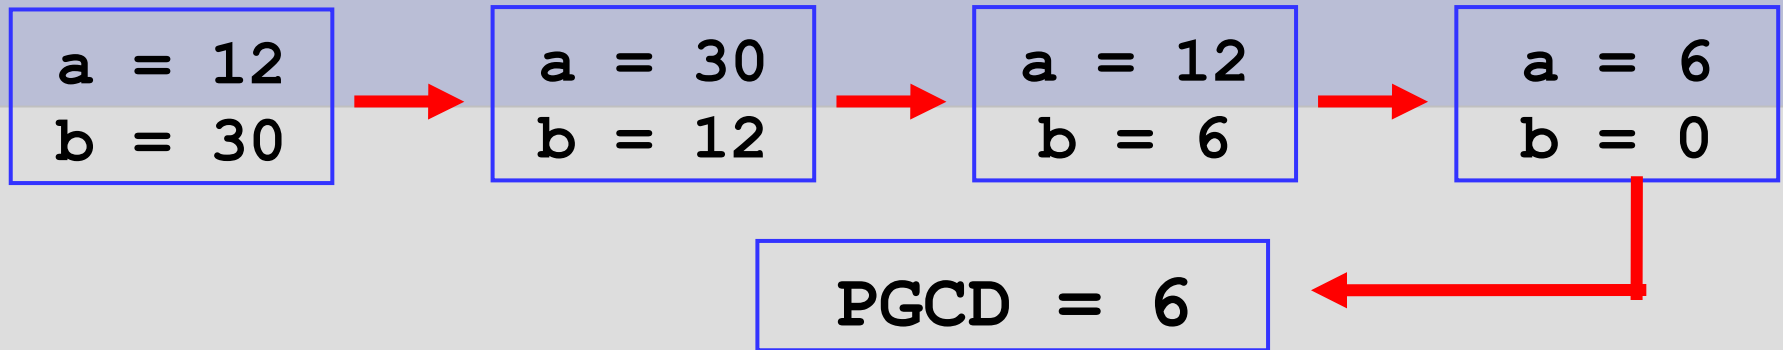 a = 12
b = 30
a = 30
b = 12
a = 12
b = 6
a = 6
b = 0
PGCD = 6